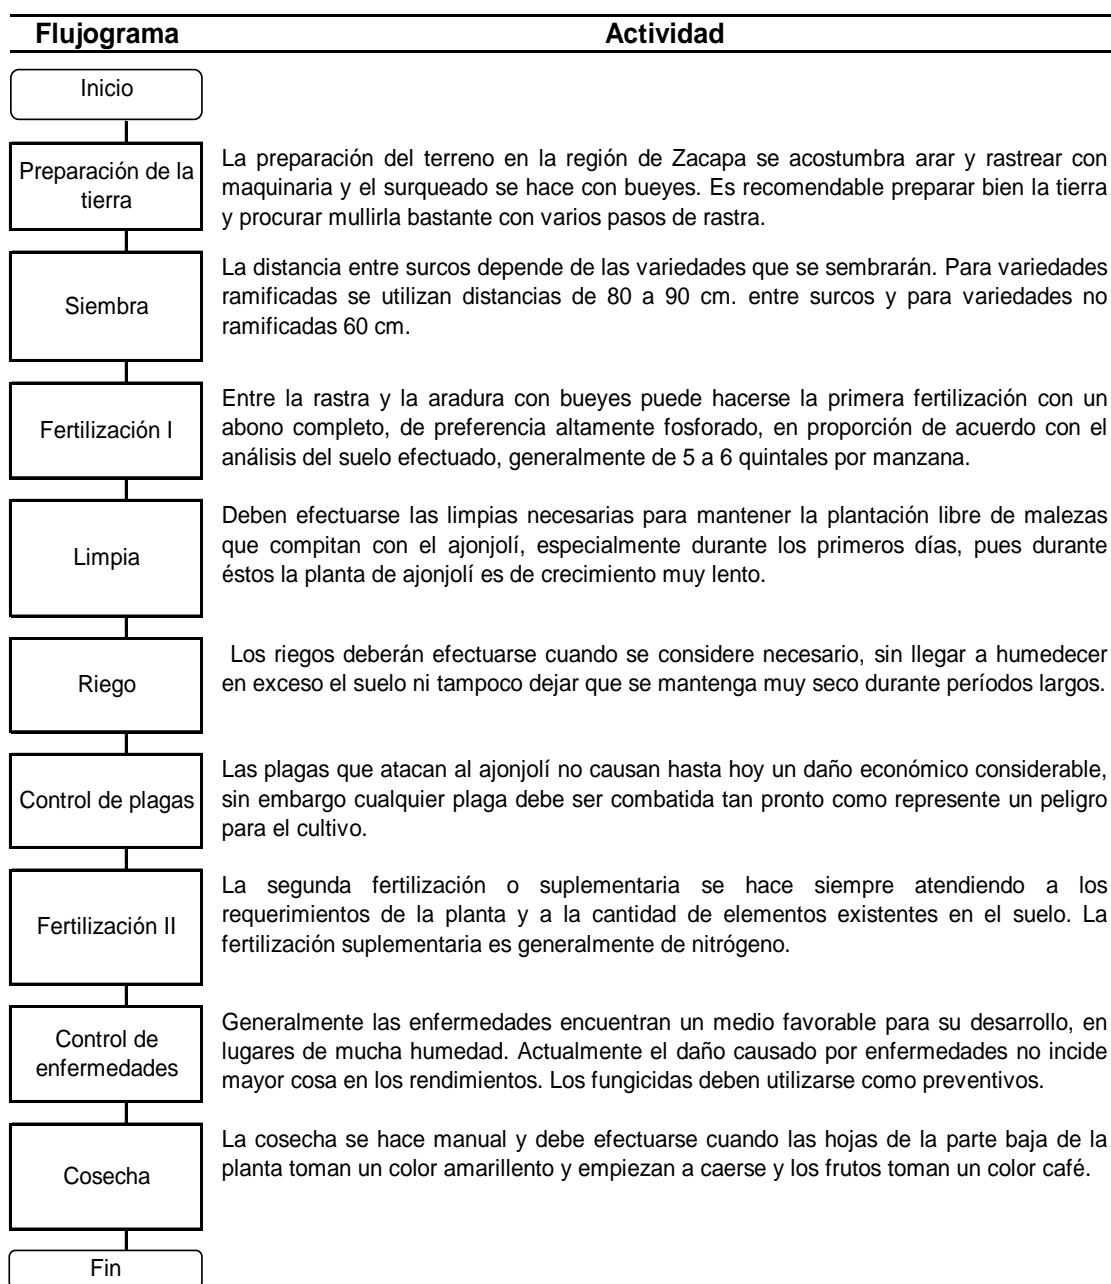 Flujograma Actividad
Inicio
Preparación de la
tierra
La preparación del terreno en la región de Zacapa se acostumbra arar y rastrear con
maquinaria y el surqueado se hace con bueyes. Es recomendable preparar bien la tierra
y procurar mullirla bastante con varios pasos de rastra.
Siembra
La distancia entre surcos depende de las variedades que se sembrarán. Para variedades
ramificadas se utilizan distancias de 80 a 90 cm. entre surcos y para variedades no
ramificadas 60 cm.
Fertilización I
Entre la rastra y la aradura con bueyes puede hacerse la primera fertilización con un
abono completo, de preferencia altamente fosforado, en proporción de acuerdo con el
análisis del suelo efectuado, generalmente de 5 a 6 quintales por manzana.
Limpia
Deben efectuarse las limpias necesarias para mantener la plantación libre de malezas
que compitan con el ajonjolí, especialmente durante los primeros días, pues durante
éstos la planta de ajonjolí es de crecimiento muy lento.
Riego
Los riegos deberán efectuarse cuando se considere necesario, sin llegar a humedecer
en exceso el suelo ni tampoco dejar que se mantenga muy seco durante períodos largos.
Control de plagas
Las plagas que atacan al ajonjolí no causan hasta hoy un daño económico considerable,
sin embargo cualquier plaga debe ser combatida tan pronto como represente un peligro
para el cultivo.
Fertilización II
La segunda fertilización o suplementaria se hace siempre atendiendo a los
requerimientos de la planta y a la cantidad de elementos existentes en el suelo. La
fertilización suplementaria es generalmente de nitrógeno.
Control de
enfermedades
Generalmente las enfermedades encuentran un medio favorable para su desarrollo, en
lugares de mucha humedad. Actualmente el daño causado por enfermedades no incide
mayor cosa en los rendimientos. Los fungicidas deben utilizarse como preventivos.
Cosecha
La cosecha se hace manual y debe efectuarse cuando las hojas de la parte baja de la
planta toman un color amarillento y empiezan a caerse y los frutos toman un color café.
Fin